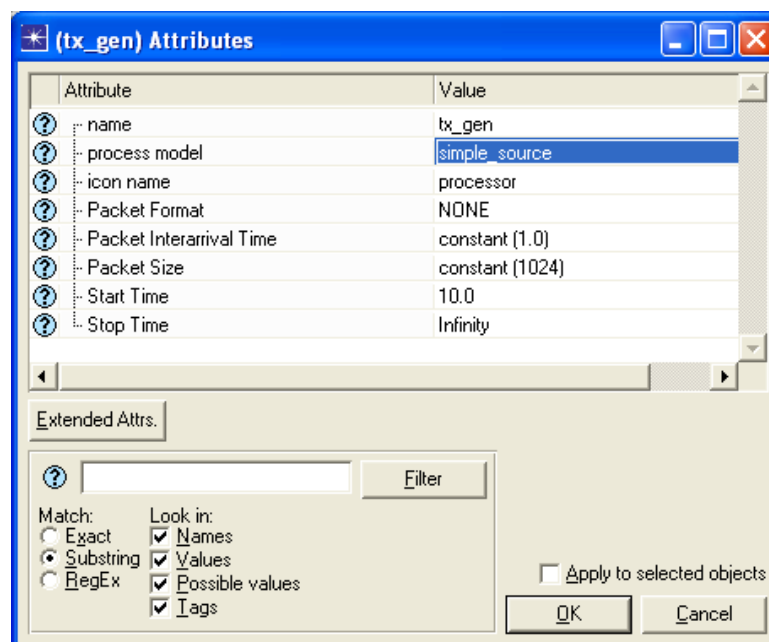 (tx_gen) Attributes
Attribute Value
name tx_gen
process model simple_source
icon name processor
Packet Format NONE
Packet Interarrival Time constant (1.0)
Packet Size constant (1024)
Start Time 10.0
Stop Time Infinity
Extended Attrs.
Filter
Match: Look in:
Exact Names
Substring Values
RegEx Possible values
Tags
Apply to selected objects
OK Cancel